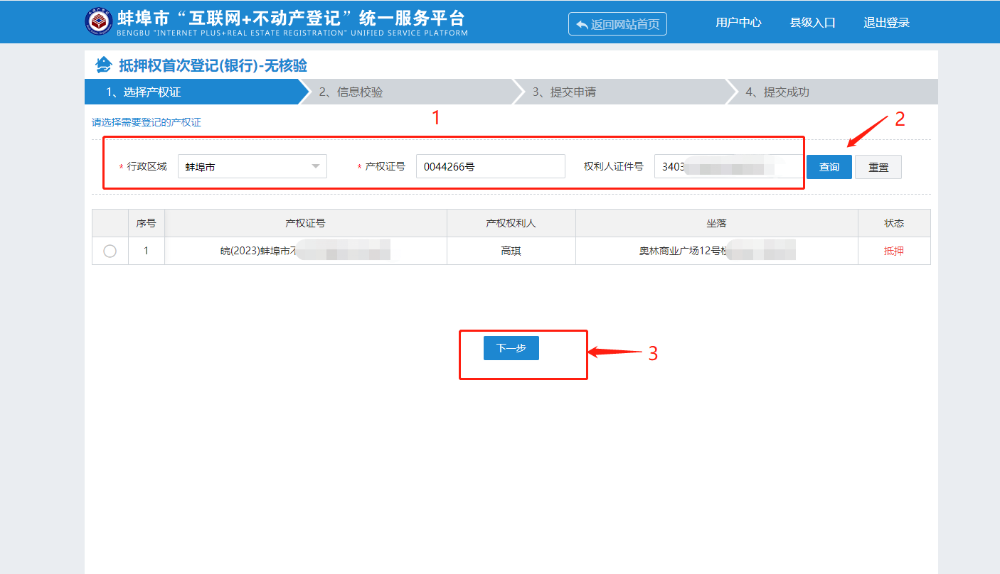 蚌埠市“互联网+不动产登记”统一服务平台
BENGBU "INTERNET PLUS+REAL ESTATE REGISTRATION" UNIFIED SERVICE PLATFORM
返回网站首页 用户中心 县级入口 退出登录
抵押权首次登记(银行)-无核验
1、选择产权证 2、信息校验 3、提交申请 4、提交成功
请选择需要登记的产权证
1
2
* 行政区域 蚌埠市 * 产权证号 0044266号 权利人证件号 3403 查询 重置
序号 产权证号 产权权利人 坐落 状态
1 皖(2023)蚌埠市 高琪 奥林商业广场12号 抵押
下一步
3